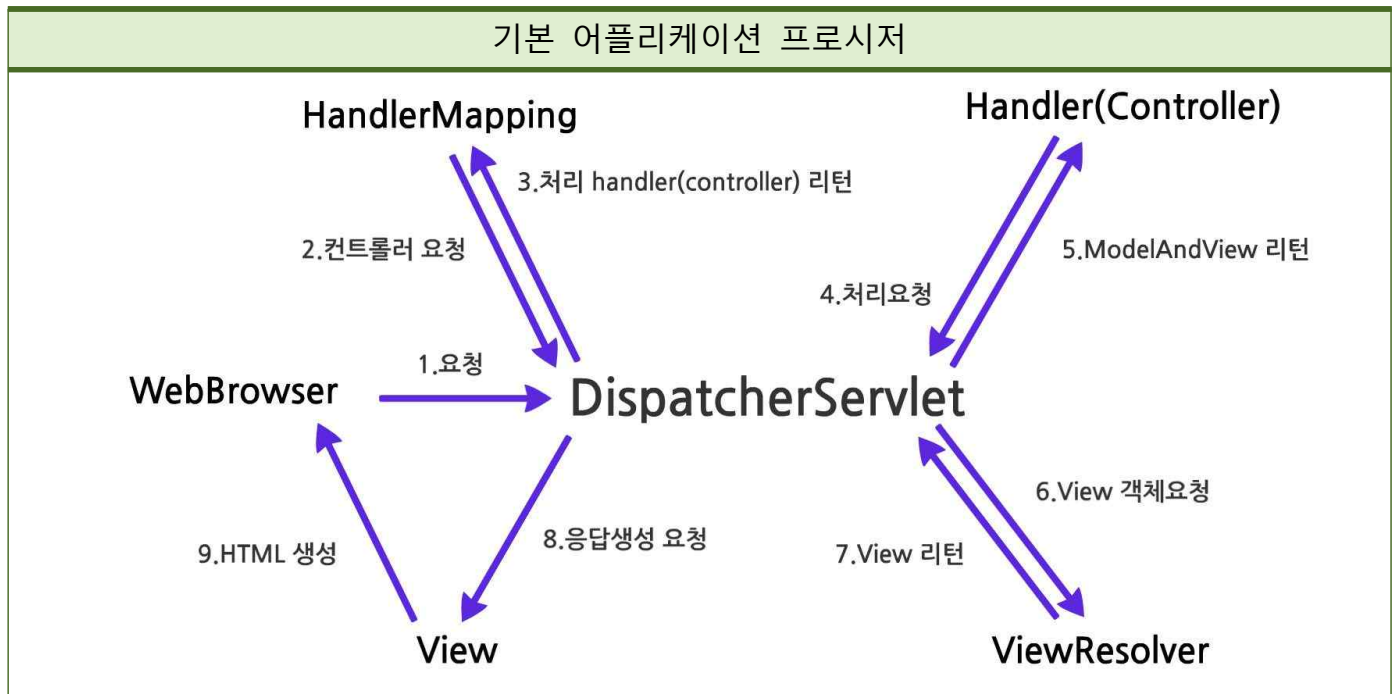 기본 어플리케이션 프로시저
HandlerMapping
Handler(Controller)
3.처리 handler(controller) 리턴
2.컨트롤러 요청
5.ModelAndView 리턴
4.처리요청
1.요청
WebBrowser
DispatcherServlet
6.View 객체요청
8.응답생성 요청
9.HTML 생성
7.View 리턴
View
ViewResolver